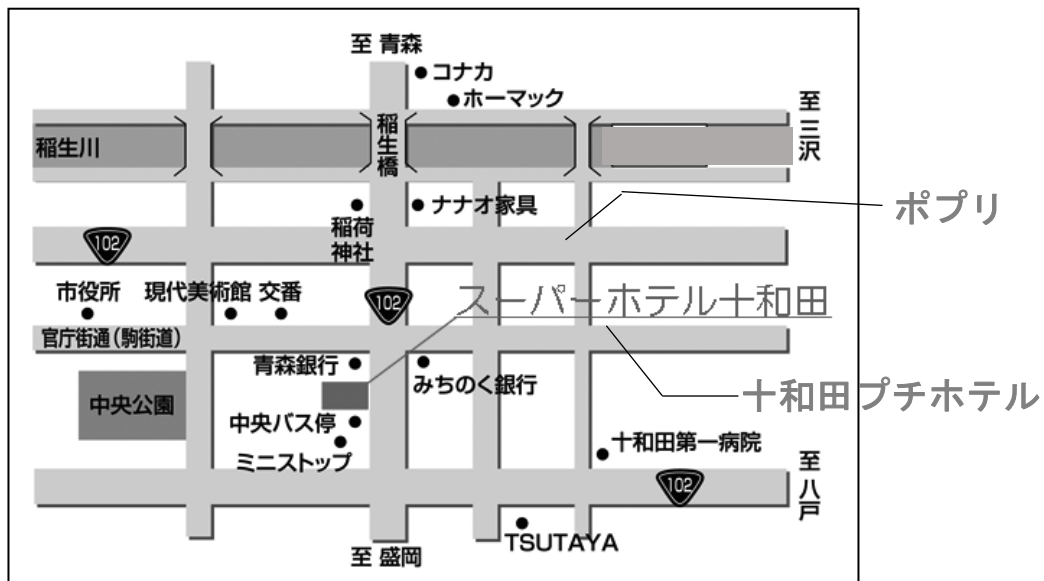 至 青森
コナカ
ホーマック
至三沢
稲生川
稲生橋
ナナオ家具
ポプリ
稲荷
神社
102
市役所
現代美術館
交番
102
スーパーホテル十和田
官庁街通(駒街道)
青森銀行
みちのく銀行
十和田プチホテル
中央公園
中央バス停
ミニストップ
十和田第一病院
至八戸
102
TSUTAYA
至 盛岡